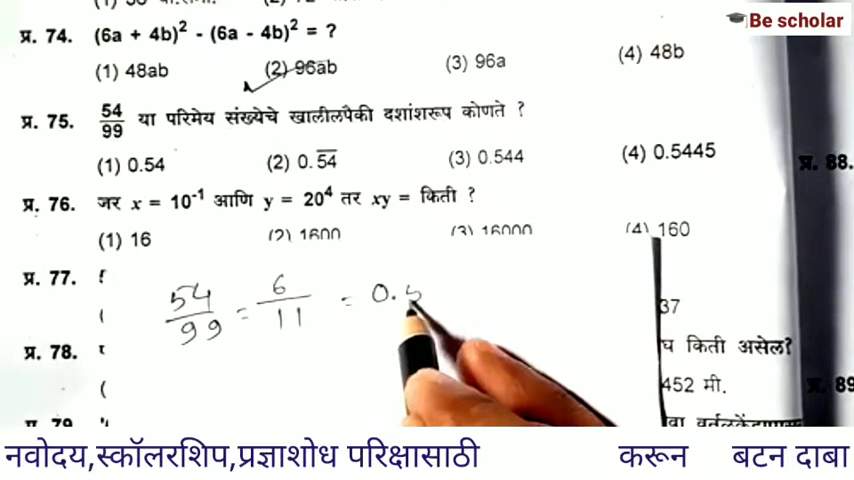 Be scholar
प्र. 74. (6a + 4b)² - (6a - 4b)² = ?
(1) 48ab (2) 96ab (3) 96a (4) 48b
प्र. 75. 54/99 या परिमेय संख्येचे खालीलपैकी दशांशरूप कोणते ?
(1) 0.54 (2) 0.5̅4̅ (3) 0.544 (4) 0.5445
88.
प्र. 76. जर x = 10⁻¹ आणि y = 20⁴ तर xy = किती ?
(1) 16 (2) 1600 (3) 16000 (4) 160
प्र. 77.
54/99 = 6/11 = 0.5
37
प्र. 78.
किती असेल?
452 मी.
89
प्र. 79
नवोदय,स्कॉलरशिप,प्रज्ञाशोध परिक्षासाठी करून बटन दाबा